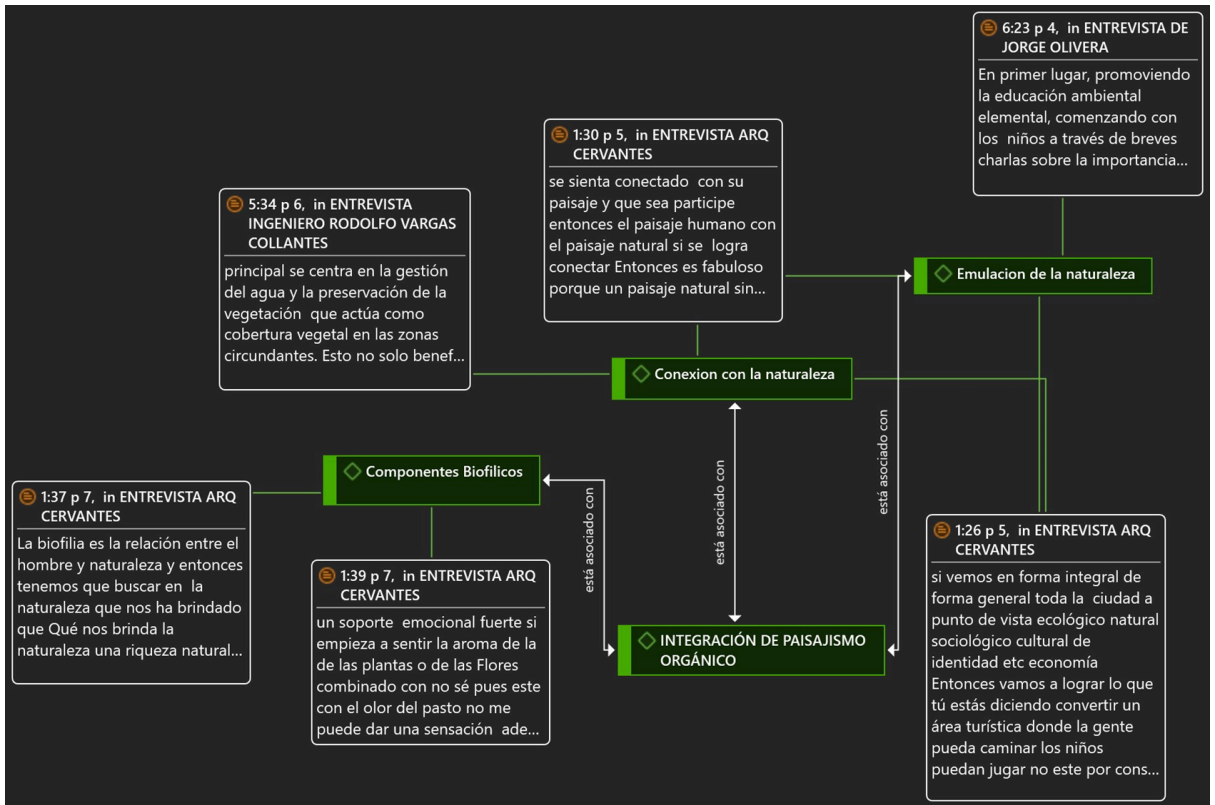 6:23 p 4, in ENTREVISTA DE
JORGE OLIVERA
En primer lugar, promoviendo
la educación ambiental
elemental, comenzando con
los niños a través de breves
charlas sobre la importancia...
1:30 p 5, in ENTREVISTA ARQ
CERVANTES
se sienta conectado con su
paisaje y que sea participe
entonces el paisaje humano con
el paisaje natural si se logra
conectar Entonces es fabuloso
porque un paisaje natural sin...
5:34 p 6, in ENTREVISTA
INGENIERO RODOLFO VARGAS
COLLANTES
principal se centra en la gestión
del agua y la preservación de la
vegetación que actúa como
cobertura vegetal en las zonas
circundantes. Esto no solo benef...
Emulacion de la naturaleza
Conexion con la naturaleza
Componentes Biofilicos
está asociado con
está asociado con
está asociado con
1:37 p 7, in ENTREVISTA ARQ
CERVANTES
La biofilia es la relación entre el
hombre y naturaleza y entonces
tenemos que buscar en la
naturaleza que nos ha brindado
que Qué nos brinda la
naturaleza una riqueza natural...
1:39 p 7, in ENTREVISTA ARQ
CERVANTES
un soporte emocional fuerte si
empieza a sentir la aroma de la
de las plantas o de las Flores
combinado con no sé pues este
con el olor del pasto no me
puede dar una sensación ade...
INTEGRACIÓN DE PAISAJISMO
ORGÁNICO
1:26 p 5, in ENTREVISTA ARQ
CERVANTES
si vemos en forma integral de
forma general toda la ciudad a
punto de vista ecológico natural
sociológico cultural de
identidad etc economía
Entonces vamos a lograr lo que
tú estás diciendo convertir un
área turística donde la gente
pueda caminar los niños
puedan jugar no este por cons...